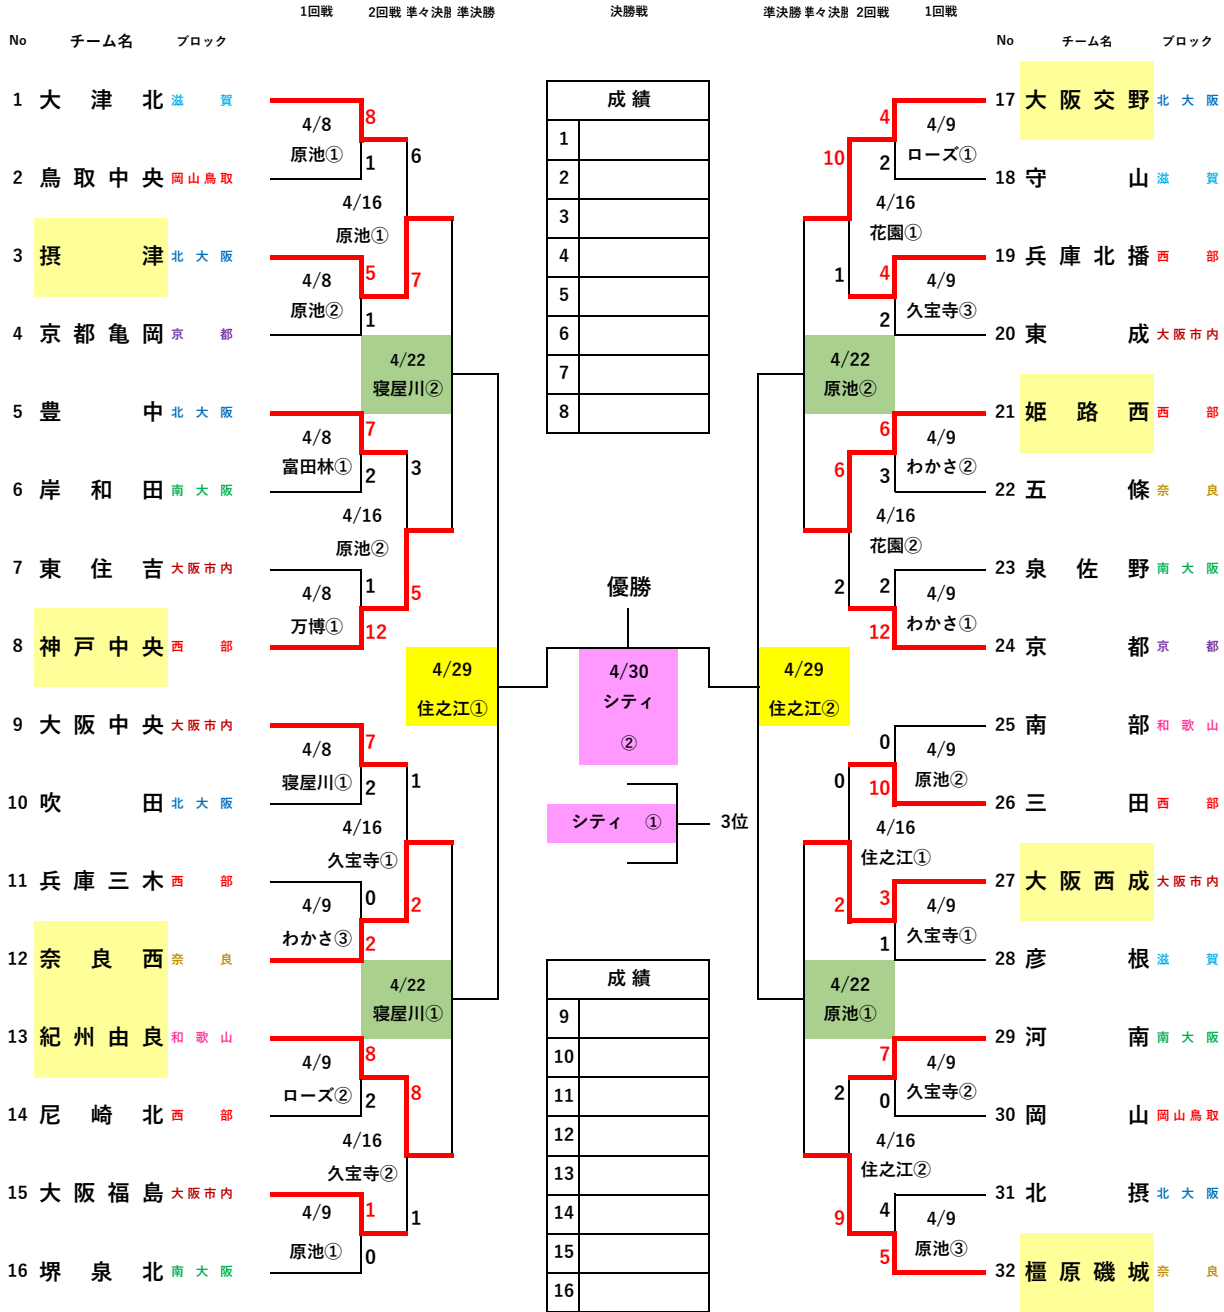 1回戦 2回戦 準々決勝 準決勝 決勝戦 準決勝 準々決勝 2回戦 1回戦
No チーム名 ブロック No チーム名 ブロック
1 大津北 滋賀
4/8
原池①
8
1
2 鳥取中央 岡山鳥取
6
4/16
原池①
7
3 摂津 北大阪
4/8
原池②
5
1
4 京都亀岡 京都
4/22
寝屋川②
5 豊中 北大阪
4/8
富田林①
7
2
6 岸和田 南大阪
3
4/16
原池②
5
7 東住吉 大阪市内
4/8
万博①
1
12
8 神戸中央 西部
4/29
住之江①
9 大阪中央 大阪市内
4/8
寝屋川①
7
2
10 吹田 北大阪
1
4/16
久宝寺①
2
11 兵庫三木 西部
4/9
わかさ③
0
2
12 奈良西 奈良
4/22
寝屋川①
13 紀州由良 和歌山
4/9
ローズ②
8
2
14 尼崎北 西部
8
4/16
久宝寺②
1
15 大阪福島 大阪市内
4/9
原池①
1
0
16 堺泉北 南大阪
成績
1
2
3
4
5
6
7
8
優勝
4/30
シティ
②
シティ ①
3位
成績
9
10
11
12
13
14
15
16
17 大阪交野 北大阪
4
4/9
ローズ①
2
18 守山 滋賀
10
4/16
花園①
1
19 兵庫北播 西部
4
4/9
久宝寺③
2
20 東成 大阪市内
4/22
原池②
21 姫路西 西部
6
4/9
わかさ②
3
22 五條 奈良
6
4/16
花園②
2
23 泉佐野 南大阪
2
4/9
わかさ①
12
24 京都 京都
4/29
住之江②
25 南部 和歌山
0
4/9
原池②
10
26 三田 西部
0
4/16
住之江①
2
27 大阪西成 大阪市内
3
4/9
久宝寺①
1
28 彦根 滋賀
4/22
原池①
29 河南 南大阪
7
4/9
久宝寺②
0
30 岡山 岡山鳥取
2
4/16
住之江②
9
31 北摂 北大阪
4
4/9
原池③
5
32 橿原磯城 奈良